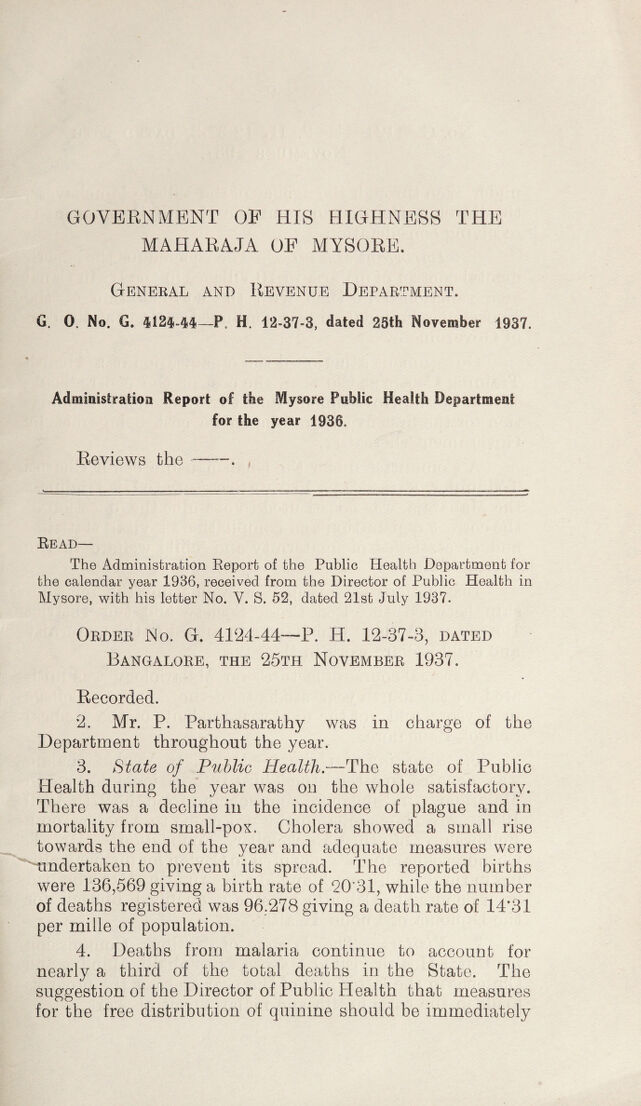 GOVERNMENT OF HIS HIGHNESS THE
MAHARAJA OF MYSORE.
GENERAL AND REVENUE DEPARTMENT.
G. O. No. G. 4124-44—P. H. 12-37-3, dated 25th November 1937.
Administration Report of the Mysore Public Health Department
for the year 1936.
Reviews the ——.
READ—
The Administration Report of the Public Health Department for
the calendar year 1936, received from the Director of Public Health in
Mysore, with his letter No. V. S. 52, dated 21st July 1937.
ORDER NO. G. 4124-44—P. H. 12-37-3, DATED
BANGALORE, THE 25TH NOVEMBER 1937.
Recorded.
2. Mr. P. Parthasarathy was in charge of the
Department throughout the year.
3. State of Public Health.—The state of Public
Health during the year was on the whole satisfactory.
There was a decline in the incidence of plague and in
mortality from small-pox. Cholera showed a small rise
towards the end of the year and adequate measures were
undertaken to prevent its spread. The reported births
were 136,569 giving a birth rate of 20·31, while the number
of deaths registered was 96.278 giving a death rate of 14·31
per mille of population.
4. Deaths from malaria continue to account for
nearly a third of the total deaths in the State. The
suggestion of the Director of Public Health that measures
for the free distribution of quinine should be immediately